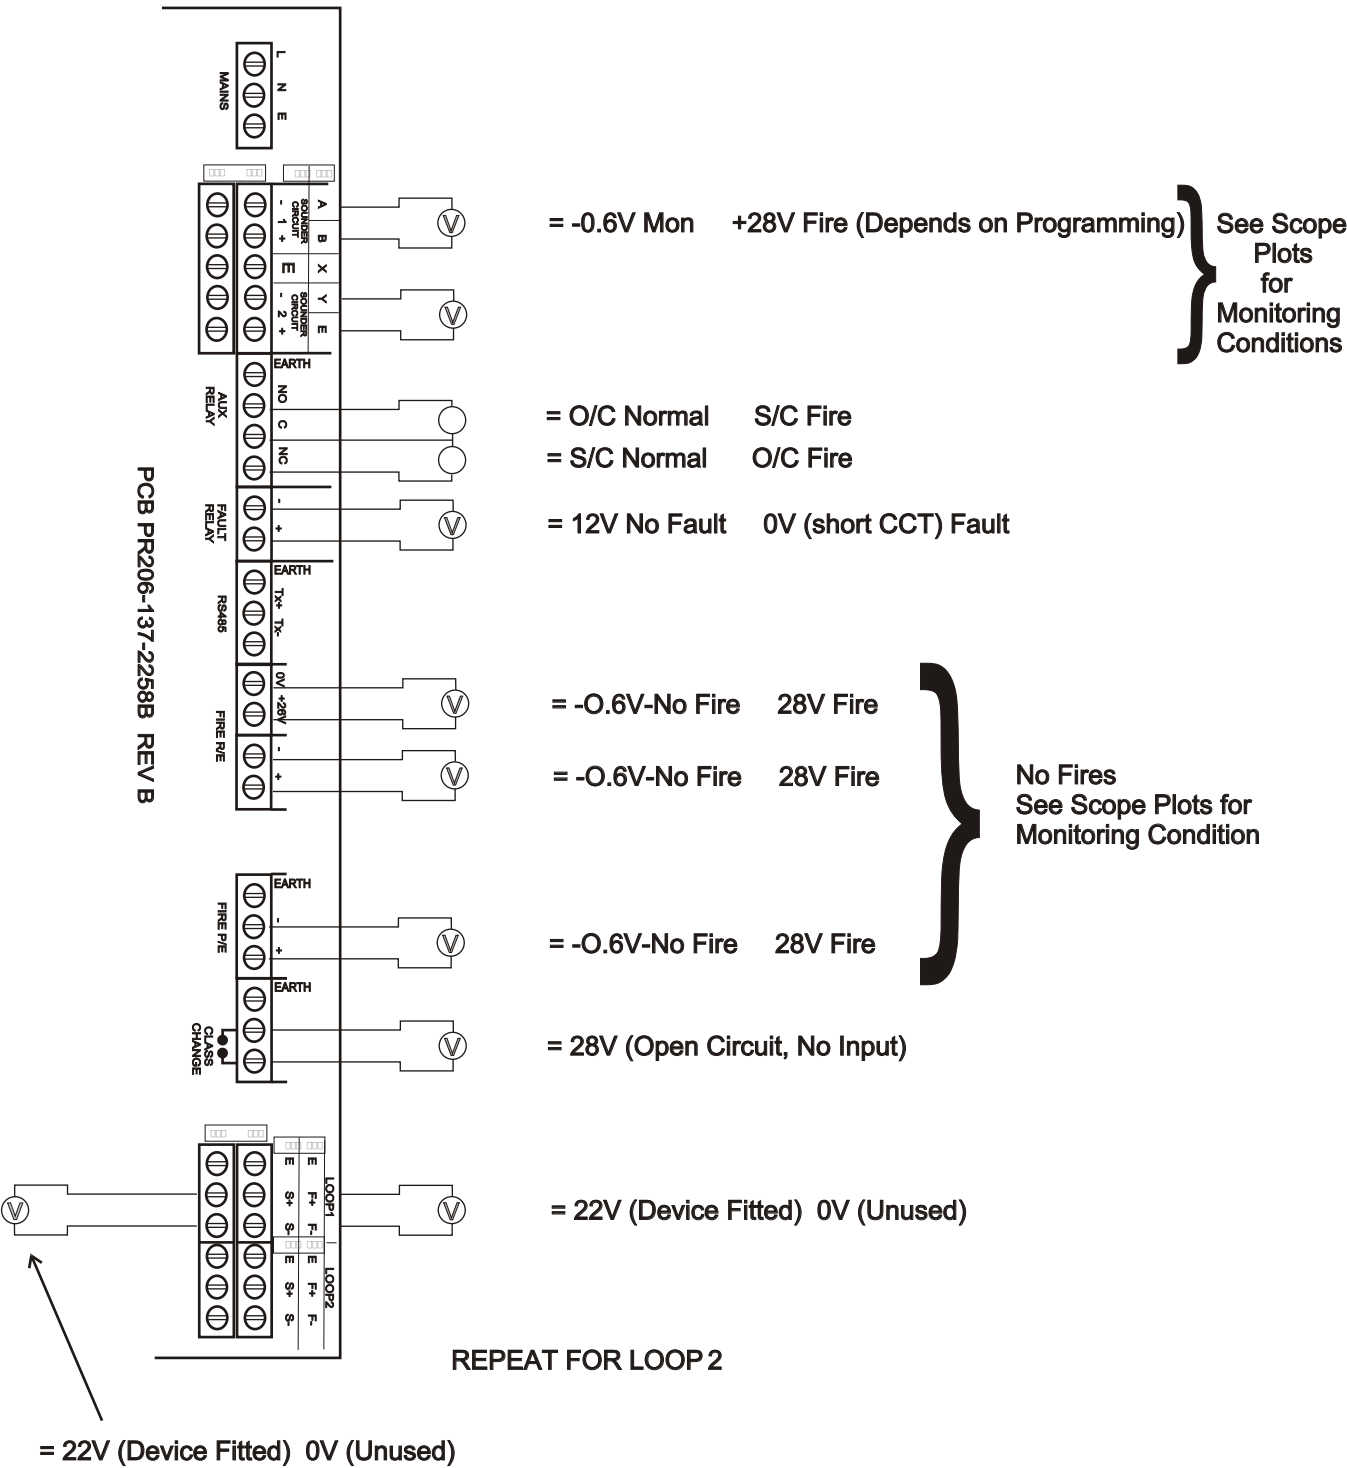 L
N
E
MAINS
A
B
X
Y
E
- 1 +
SOUNDER
CIRCUIT
E
- 2 +
SOUNDER
CIRCUIT
= -0.6V Mon +28V Fire (Depends on Programming)
See Scope
Plots
for
Monitoring
Conditions
EARTH
NO
C
NC
AUX
RELAY
= O/C Normal S/C Fire
= S/C Normal O/C Fire
-
+
FAULT
RELAY
= 12V No Fault 0V (short CCT) Fault
EARTH
Tx+
Tx-
RS485
PCB PR206-137-2258B REV B
0V
+26V
-
+
FIRE R/E
= -O.6V-No Fire 28V Fire
= -O.6V-No Fire 28V Fire
No Fires
See Scope Plots for
Monitoring Condition
EARTH
-
+
FIRE P/E
= -O.6V-No Fire 28V Fire
EARTH
CLASS
CHANGE
= 28V (Open Circuit, No Input)
E
E
S+
F+
S-
F-
LOOP1
= 22V (Device Fitted) 0V (Unused)
E
E
S+
F+
S-
F-
LOOP2
REPEAT FOR LOOP 2
= 22V (Device Fitted) 0V (Unused)
V
V
V
V
V
V
V
V
V